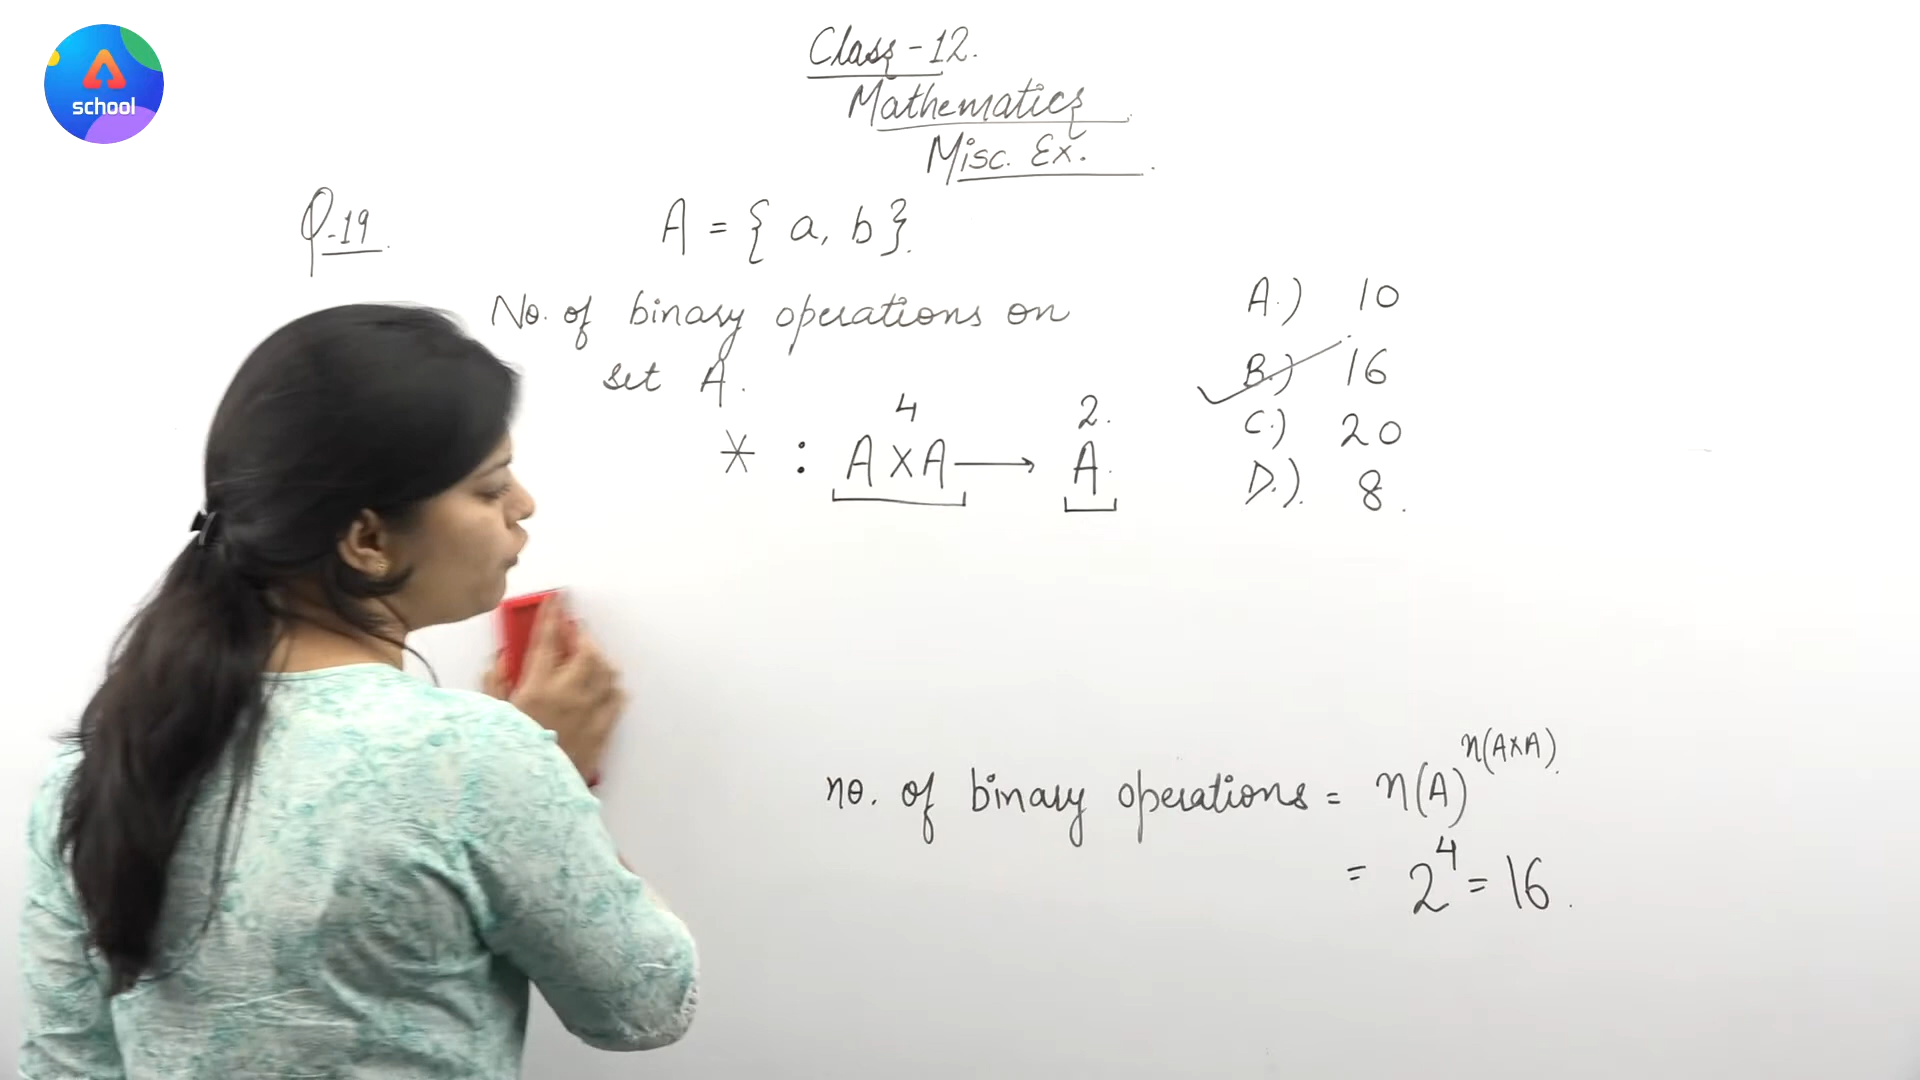 school
Class-12.
Mathematics
Misc. Ex.
Q-19
A = { a, b }.
No. of binary operations on
set A.
A.) 10
B.) 16
C.) 20
D.) 8.
4 2.
* : A X A → A.
no. of binary operations = n(A)^n(AXA).
= 2^4 = 16.